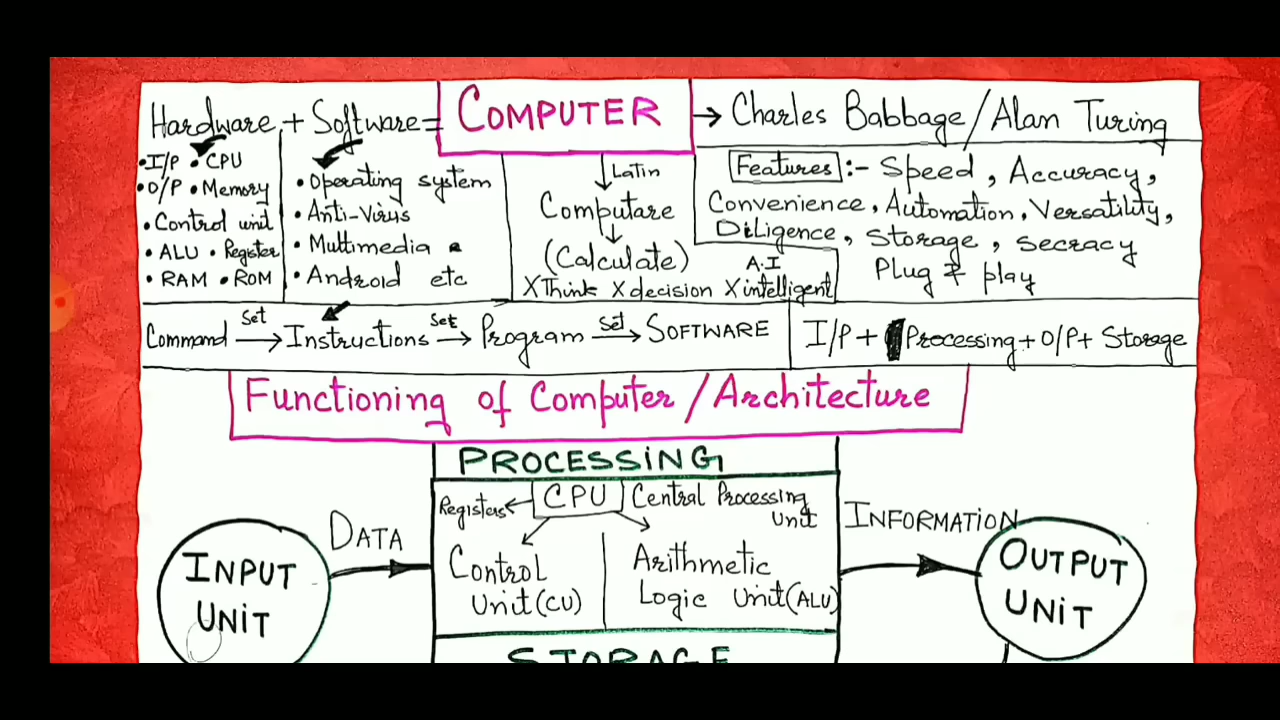 Hardware + Software = COMPUTER → Charles Babbage/Alan Turing
• I/P • CPU
• O/P • Memory
• Control unit
• ALU • Register
• RAM • ROM
• Operating system
• Anti-Virus
• Multimedia
• Android etc
Latin
Computare
(Calculate)
A.I
X Think X decision X intelligent
Features :- Speed, Accuracy,
Convenience, Automation, Versatility,
Diligence, Storage, secracy
Plug & play
Command set → Instructions set → Program set → SOFTWARE
I/P + Processing + O/P + Storage
Functioning of Computer/Architecture
PROCESSING
Registers ← CPU Central Processing
Unit
Control
Unit (CU)
Arithmetic
Logic Unit (ALU)
INPUT
UNIT
DATA
INFORMATION
OUTPUT
UNIT
STORAGE